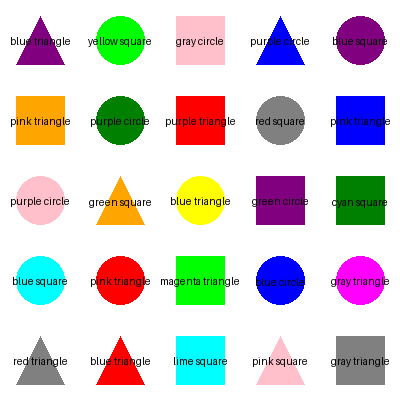 blue triangle
yellow square
gray circle
purple circle
blue square
pink triangle
purple circle
purple triangle
red square
pink triangle
purple circle
green square
blue triangle
green circle
cyan square
blue square
pink triangle
magenta triangle
blue circle
gray triangle
red triangle
blue triangle
lime square
pink square
gray triangle